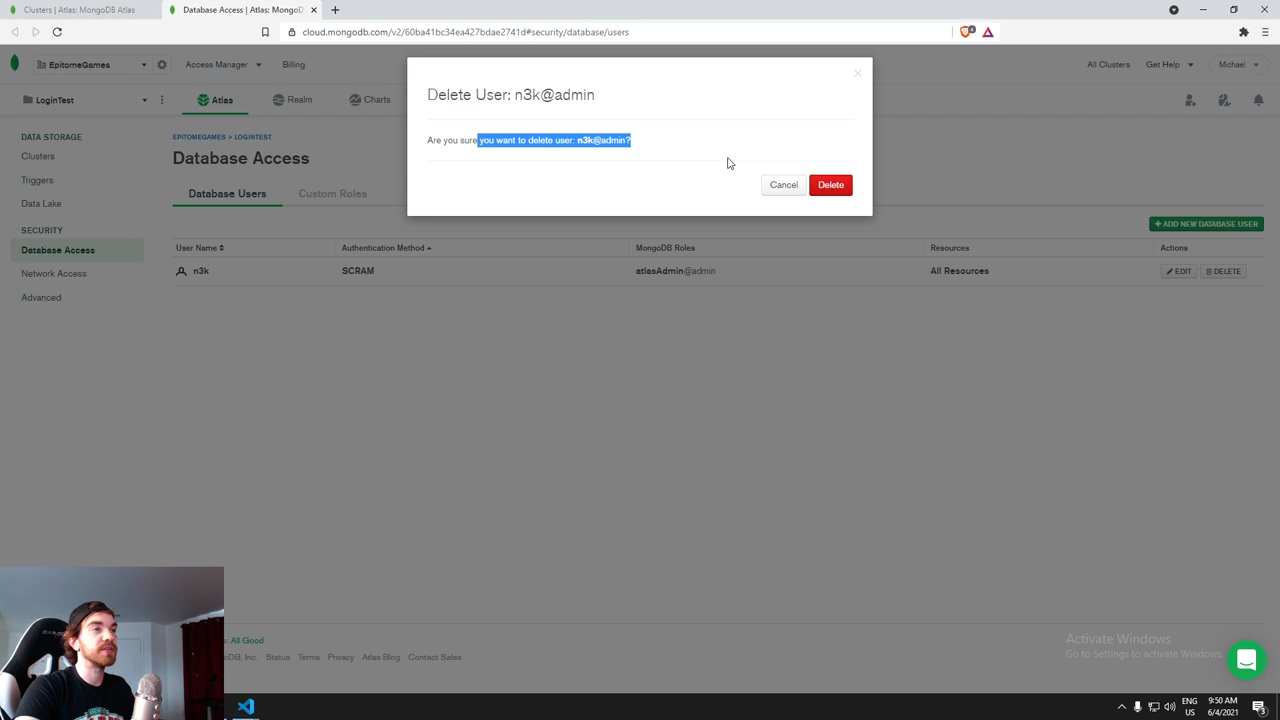 Clusters | Atlas: MongoDB Atlas
Database Access | Atlas: MongoD
cloud.mongodb.com/v2/60ba41bc34ea427bdae2741d#security/database/users
EpitomeGames
Access Manager
Billing
All Clusters
Get Help
Michael
LoginTest
Atlas
Realm
Charts
Delete User: n3k@admin
Are you sure you want to delete user: n3k@admin?
Cancel
Delete
DATA STORAGE
Clusters
Triggers
Data Lake
SECURITY
Database Access
Network Access
Advanced
EPITOMEGAMES > LOGINTEST
Database Access
Database Users
Custom Roles
+ ADD NEW DATABASE USER
User Name
Authentication Method
MongoDB Roles
Resources
Actions
n3k
SCRAM
atlasAdmin@admin
All Resources
EDIT
DELETE
: All Good
DB, Inc.
Status
Terms
Privacy
Atlas Blog
Contact Sales
Activate Windows
Go to Settings to activate Windows.
ENG
US
9:50 AM
6/4/2021